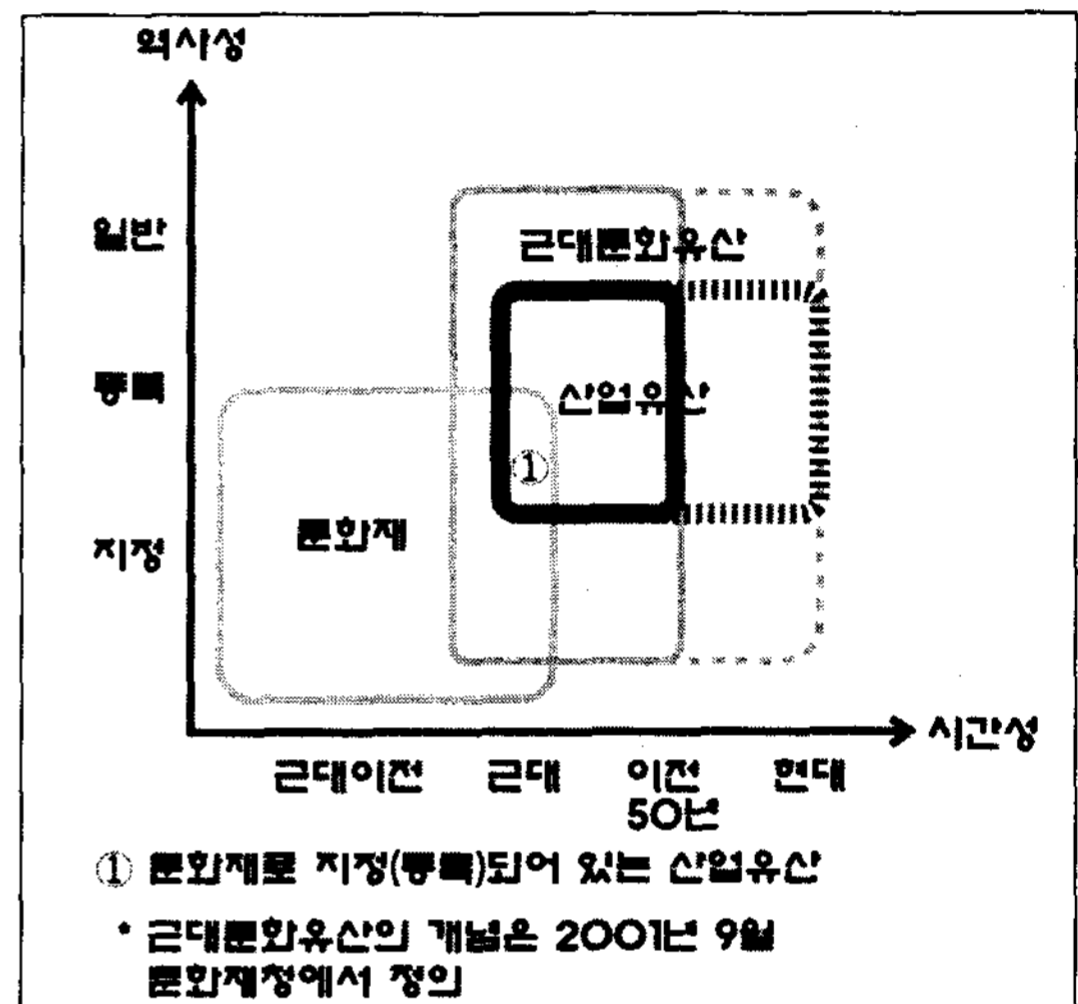 역사성
일반
근대문화유산
등록
산업유산
①
문화재
지정
시간성
근대이전 근대 이전 현대
50년
① 문화재로 지정(등록)되어 있는 산업유산
* 근대문화유산의 개념은 2001년 9월
문화재청에서 정의